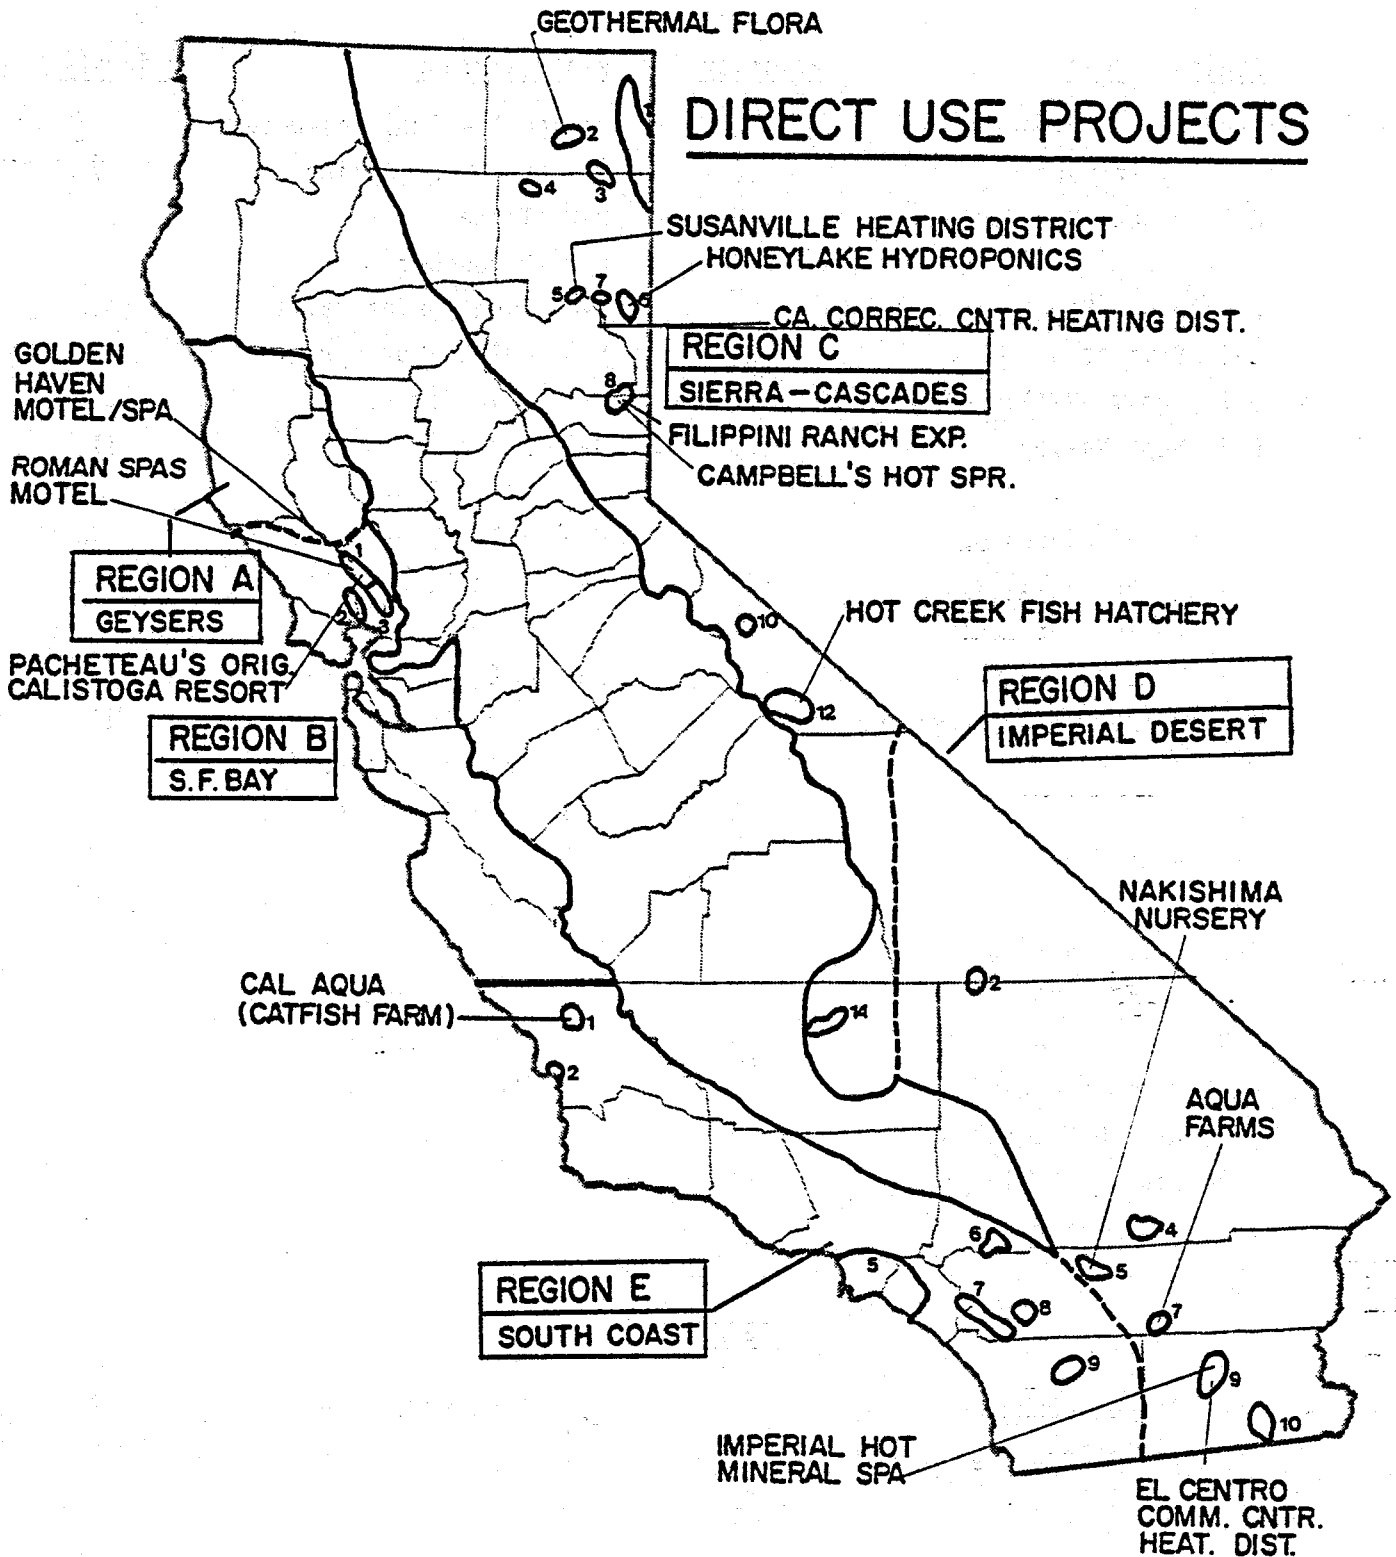 GEOTHERMAL FLORA
DIRECT USE PROJECTS
1
2
3
4
SUSANVILLE HEATING DISTRICT
HONEYLAKE HYDROPONICS
5
7
6
CA. CORREC. CNTR. HEATING DIST.
REGION C
SIERRA-CASCADES
GOLDEN
HAVEN
MOTEL/SPA
8
FILIPPINI RANCH EXP.
CAMPBELL'S HOT SPR.
ROMAN SPAS
MOTEL
1
REGION A
GEYSERS
2
3
10
HOT CREEK FISH HATCHERY
PACHETEAU'S ORIG.
CALISTOGA RESORT
12
REGION D
IMPERIAL DESERT
REGION B
S.F. BAY
NAKISHIMA
NURSERY
CAL AQUA
(CATFISH FARM)
1
2
14
2
AQUA
FARMS
4
6
5
5
REGION E
SOUTH COAST
7
8
7
9
9
10
IMPERIAL HOT
MINERAL SPA
EL CENTRO
COMM. CNTR.
HEAT. DIST.